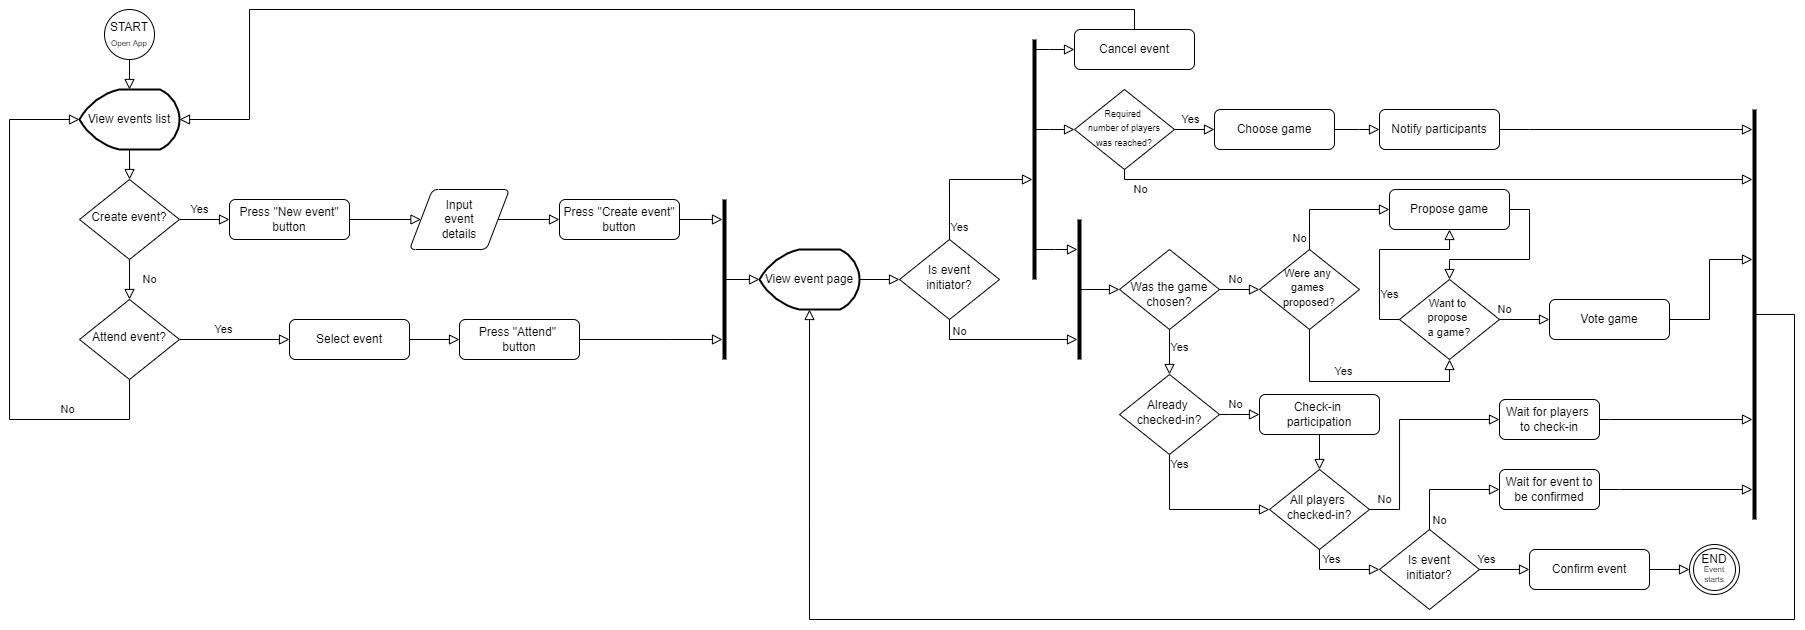 START
Open App
View events list
Create event?
Yes
Press "New event"
button
Input
event
details
Press "Create event"
button
No
Attend event?
Yes
Select event
Press "Attend"
button
No
View event page
Is event
initiator?
Yes
No
Cancel event
Required
number of players
was reached?
Yes
Choose game
Notify participants
No
Was the game
chosen?
No
Were any
games
proposed?
No
Propose game
Yes
Want to
propose
a game?
Yes
No
Vote game
Yes
Already
checked-in?
No
Check-in
participation
Yes
All players
checked-in?
No
Wait for players
to check-in
Yes
Is event
initiator?
No
Wait for event to
be confirmed
Yes
Confirm event
END
Event
starts